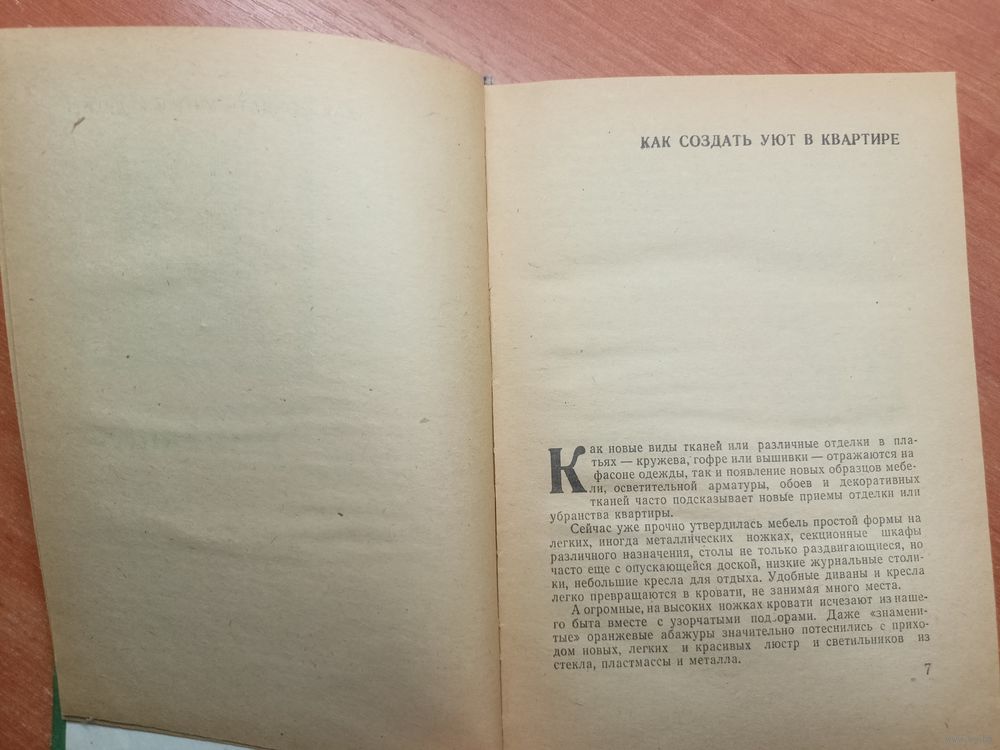 КАК СОЗДАТЬ УЮТ В КВАРТИРЕ
Как новые виды тканей или различные отделки в пла-
тьях — кружева, гофре или вышивки — отражаются на
фасоне одежды, так и появление новых образцов мебе-
ли, осветительной арматуры, обоев и декоративных
тканей часто подсказывает новые приемы отделки или
убранства квартиры.
Сейчас уже прочно утвердилась мебель простой формы на
легких, иногда металлических ножках, секционные шкафы
различного назначения, столы не только раздвигающиеся, но
часто еще с опускающейся доской, низкие журнальные столи-
ки, небольшие кресла для отдыха. Удобные диваны и кресла
легко превращаются в кровати, не занимая много места.
А огромные, на высоких ножках кровати исчезают из наше-
го быта вместе с узорчатыми подзорами. Даже «знамени-
тые» оранжевые абажуры значительно потеснились с прихо-
дом новых, легких и красивых люстр и светильников из
стекла, пластмассы и металла.
7